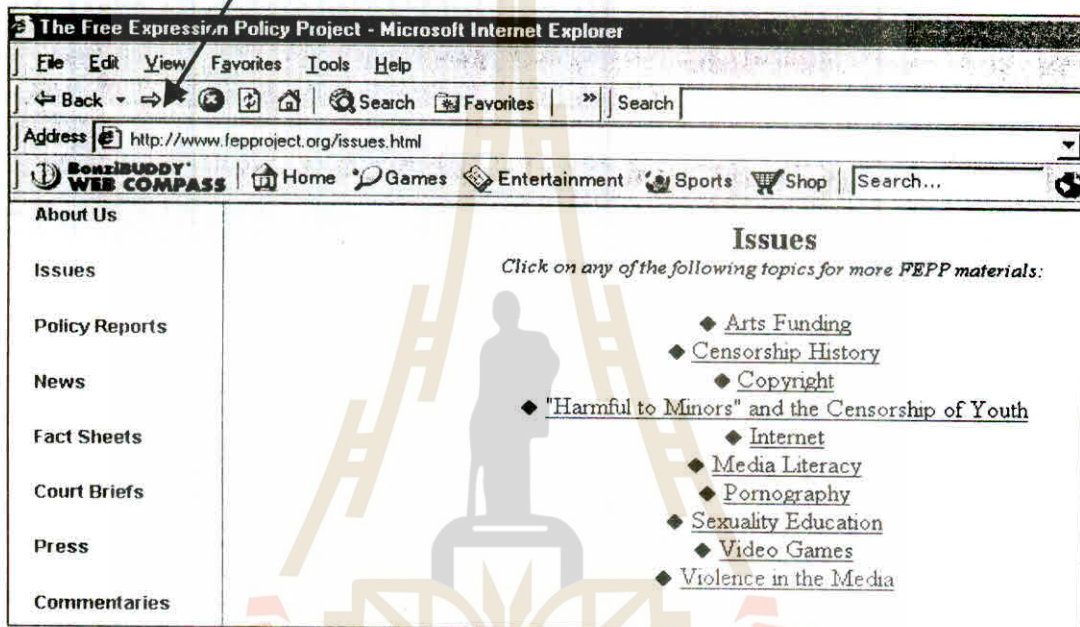 The Free Expression Policy Project - Microsoft Internet Explorer
File Edit View Favorites Tools Help
Back Search Favorites » Search
Address http://www.fepproject.org/issues.html
BonziBUDDY WEB COMPASS Home Games Entertainment Sports Shop Search...
About Us
Issues
Policy Reports
News
Fact Sheets
Court Briefs
Press
Commentaries
Issues
Click on any of the following topics for more FEPP materials:
◆ Arts Funding
◆ Censorship History
◆ Copyright
◆ "Harmful to Minors" and the Censorship of Youth
◆ Internet
◆ Media Literacy
◆ Pornography
◆ Sexuality Education
◆ Video Games
◆ Violence in the Media